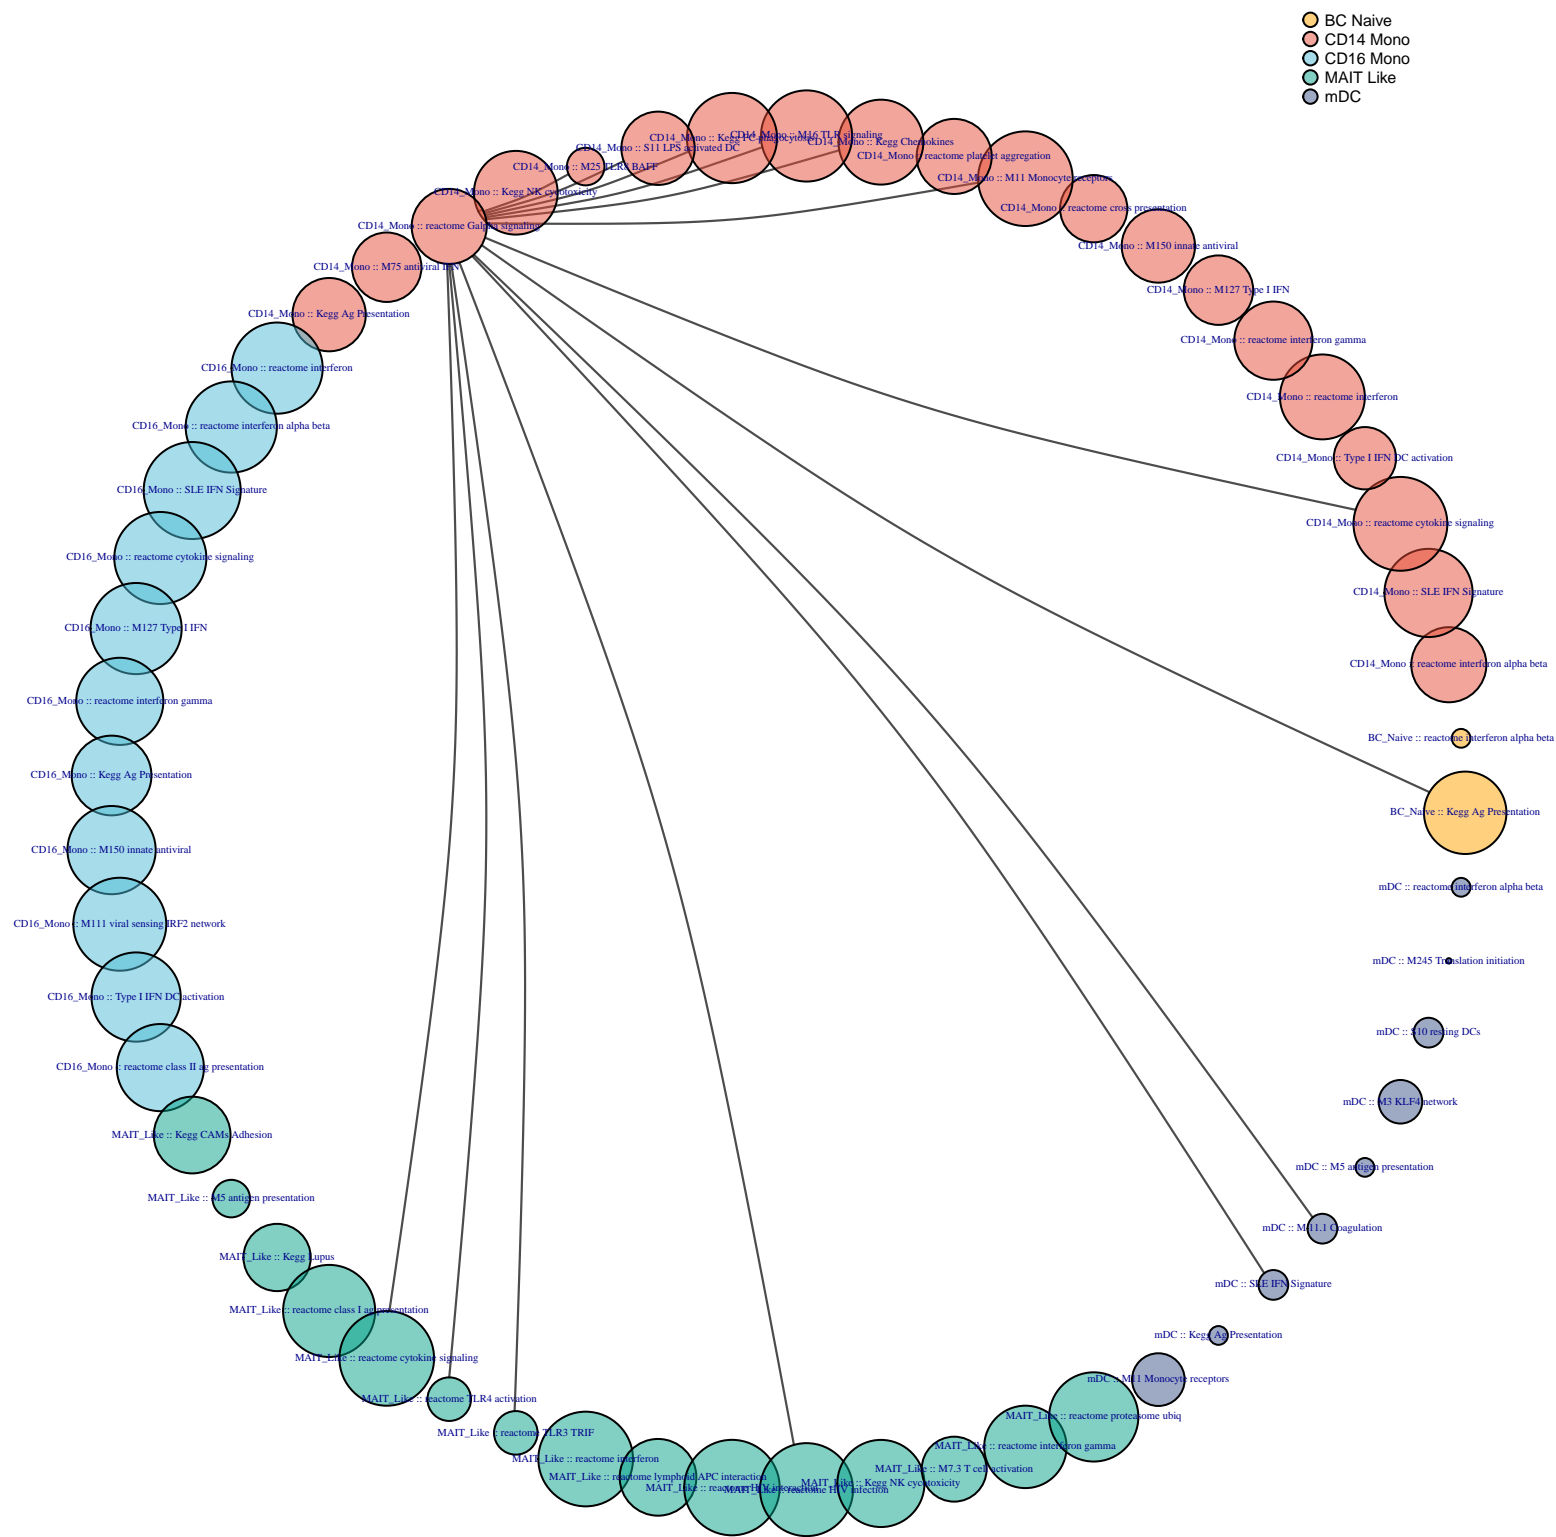 BC Naive
CD14 Mono
CD16 Mono
MAIT Like
mDC
CD14_Mono :: M16 TLR signaling
CD14_Mono :: Kegg FC phagocytosis
CD14_Mono :: Kegg Chemokines
CD14_Mono :: S11 LPS activated DC
CD14_Mono :: reactome platelet aggregation
CD14_Mono :: M25 TLR8 BAFF
CD14_Mono :: M11 Monocyte receptors
CD14_Mono :: Kegg NK cycotoxicity
CD14_Mono :: reactome cross presentation
CD14_Mono :: reactome Galpha signaling
CD14_Mono :: M150 innate antiviral
CD14_Mono :: M75 antiviral IFN
CD14_Mono :: M127 Type I IFN
CD14_Mono :: Kegg Ag Presentation
CD14_Mono :: reactome interferon gamma
CD16_Mono :: reactome interferon
CD14_Mono :: reactome interferon
CD16_Mono :: reactome interferon alpha beta
CD14_Mono :: Type I IFN DC activation
CD16_Mono :: SLE IFN Signature
CD14_Mono :: reactome cytokine signaling
CD16_Mono :: reactome cytokine signaling
CD14_Mono :: SLE IFN Signature
CD16_Mono :: M127 Type I IFN
CD14_Mono :: reactome interferon alpha beta
CD16_Mono :: reactome interferon gamma
BC_Naive :: reactome interferon alpha beta
CD16_Mono :: Kegg Ag Presentation
BC_Naive :: Kegg Ag Presentation
CD16_Mono :: M150 innate antiviral
mDC :: reactome interferon alpha beta
CD16_Mono :: M111 viral sensing IRF2 network
mDC :: M245 Translation initiation
CD16_Mono :: Type I IFN DC activation
mDC :: S10 resting DCs
CD16_Mono :: reactome class II ag presentation
mDC :: M3 KLF4 network
MAIT_Like :: Kegg CAMs Adhesion
mDC :: M5 antigen presentation
MAIT_Like :: M5 antigen presentation
mDC :: M 11.1 Coagulation
MAIT_Like :: Kegg Lupus
mDC :: SLE IFN Signature
MAIT_Like :: reactome class I ag presentation
mDC :: Kegg Ag Presentation
MAIT_Like :: reactome cytokine signaling
mDC :: M11 Monocyte receptors
MAIT_Like :: reactome TLR4 activation
MAIT_Like :: reactome proteasome ubiq
MAIT_Like :: reactome TLR3 TRIF
MAIT_Like :: reactome interferon gamma
MAIT_Like :: reactome interferon
MAIT_Like :: M7.3 T cell activation
MAIT_Like :: reactome lymphoid APC interaction
MAIT_Like :: Kegg NK cycotoxicity
MAIT_Like :: reactome HIV interaction
MAIT_Like :: reactome HIV infection